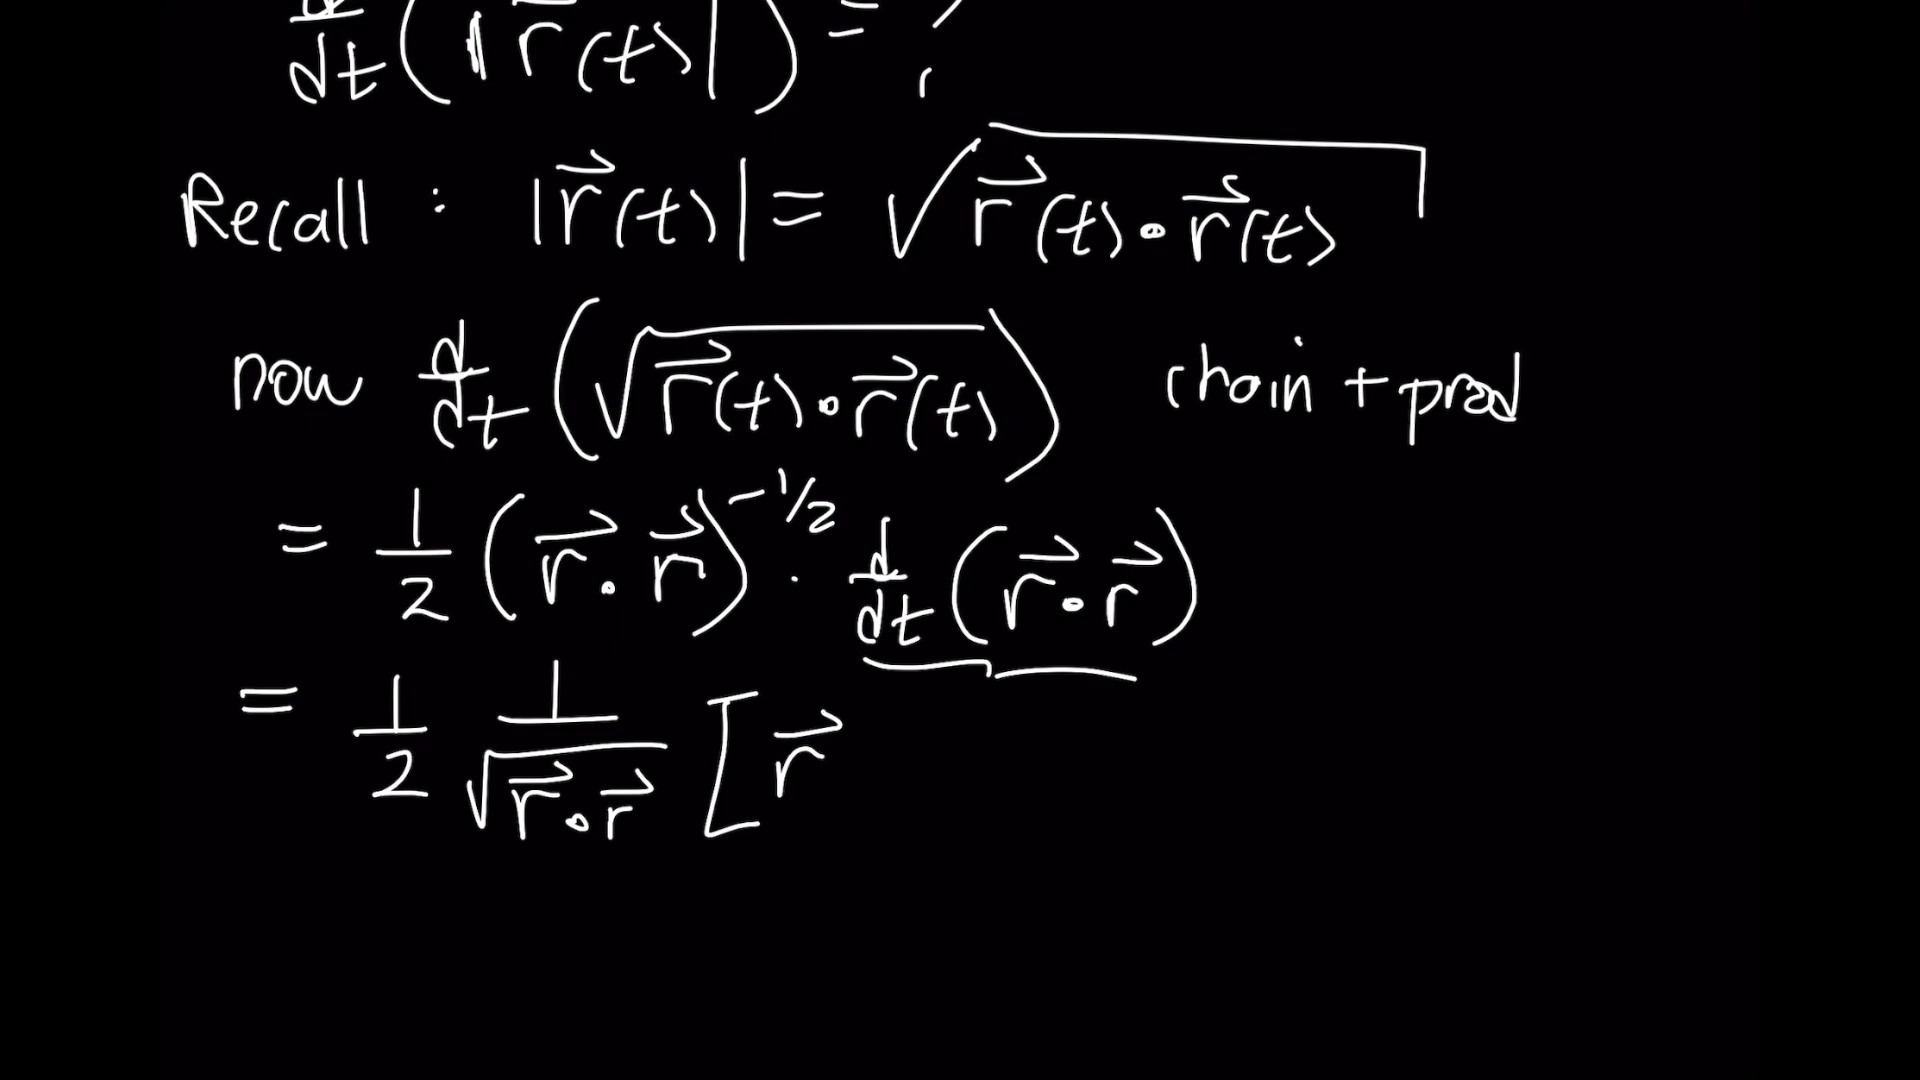 d/dt (|r⃗(t)|) = ?
Recall : |r⃗(t)| = √(r⃗(t)∘r⃗(t))
now d/dt (√(r⃗(t)∘r⃗(t))) chain + prod
= 1/2 (r⃗∘r⃗)^(-1/2) · d/dt (r⃗∘r⃗)
= 1/2 1/√(r⃗∘r⃗) [r⃗